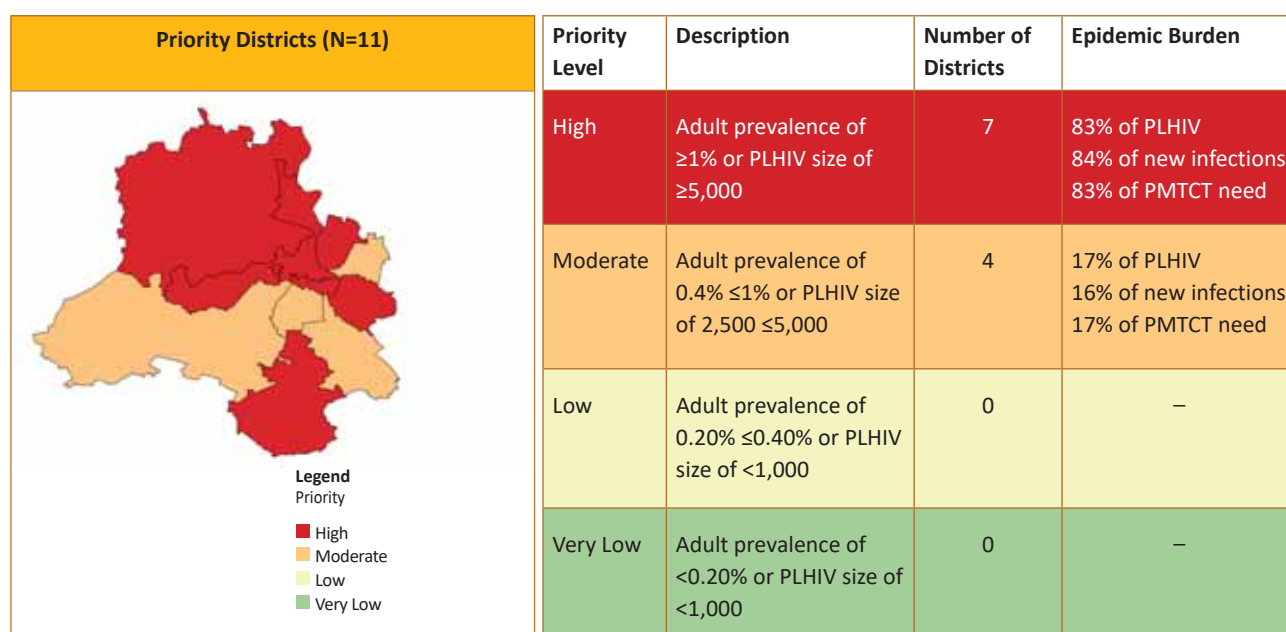 Priority Districts (N=11)
Legend
Priority
High
Moderate
Low
Very Low
Priority Level
Description
Number of Districts
Epidemic Burden
High
Adult prevalence of
≥1% or PLHIV size of
≥5,000
7
83% of PLHIV
84% of new infections
83% of PMTCT need
Moderate
Adult prevalence of
0.4% ≤1% or PLHIV size
of 2,500 ≤5,000
4
17% of PLHIV
16% of new infections
17% of PMTCT need
Low
Adult prevalence of
0.20% ≤0.40% or PLHIV
size of <1,000
0
–
Very Low
Adult prevalence of
<0.20% or PLHIV size of
<1,000
0
–